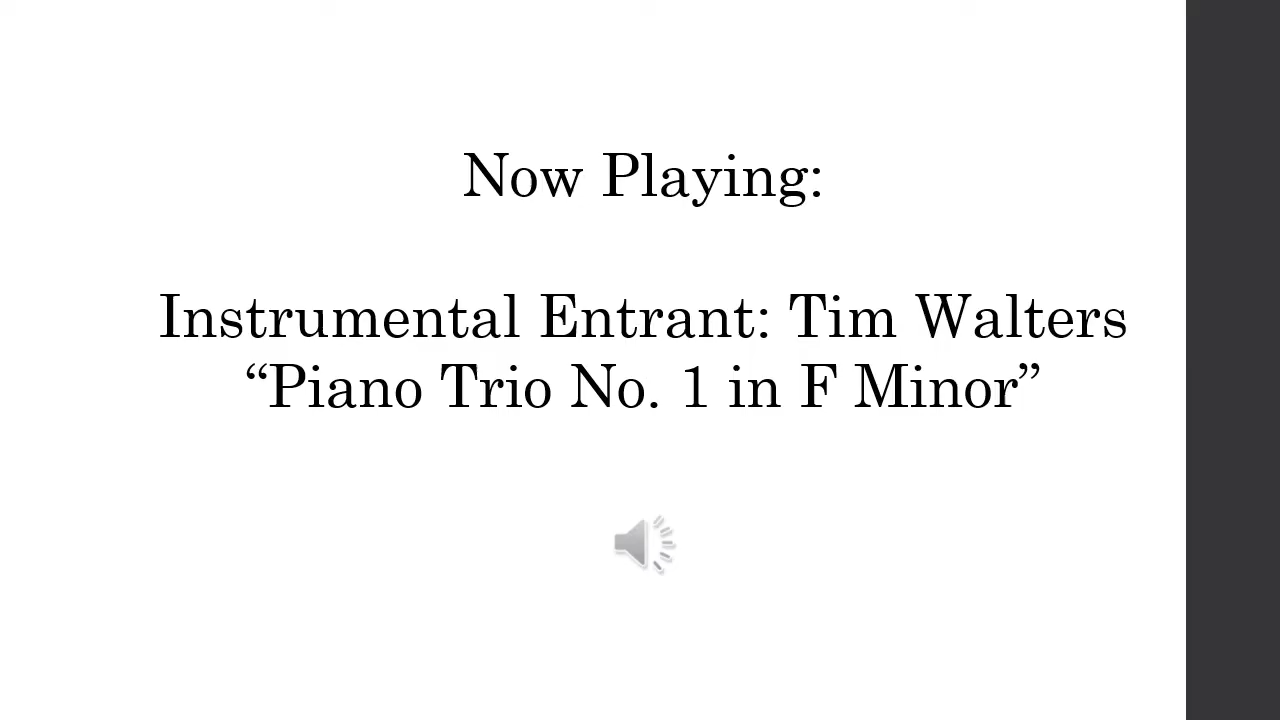 Now Playing:
Instrumental Entrant: Tim Walters
“Piano Trio No. 1 in F Minor”